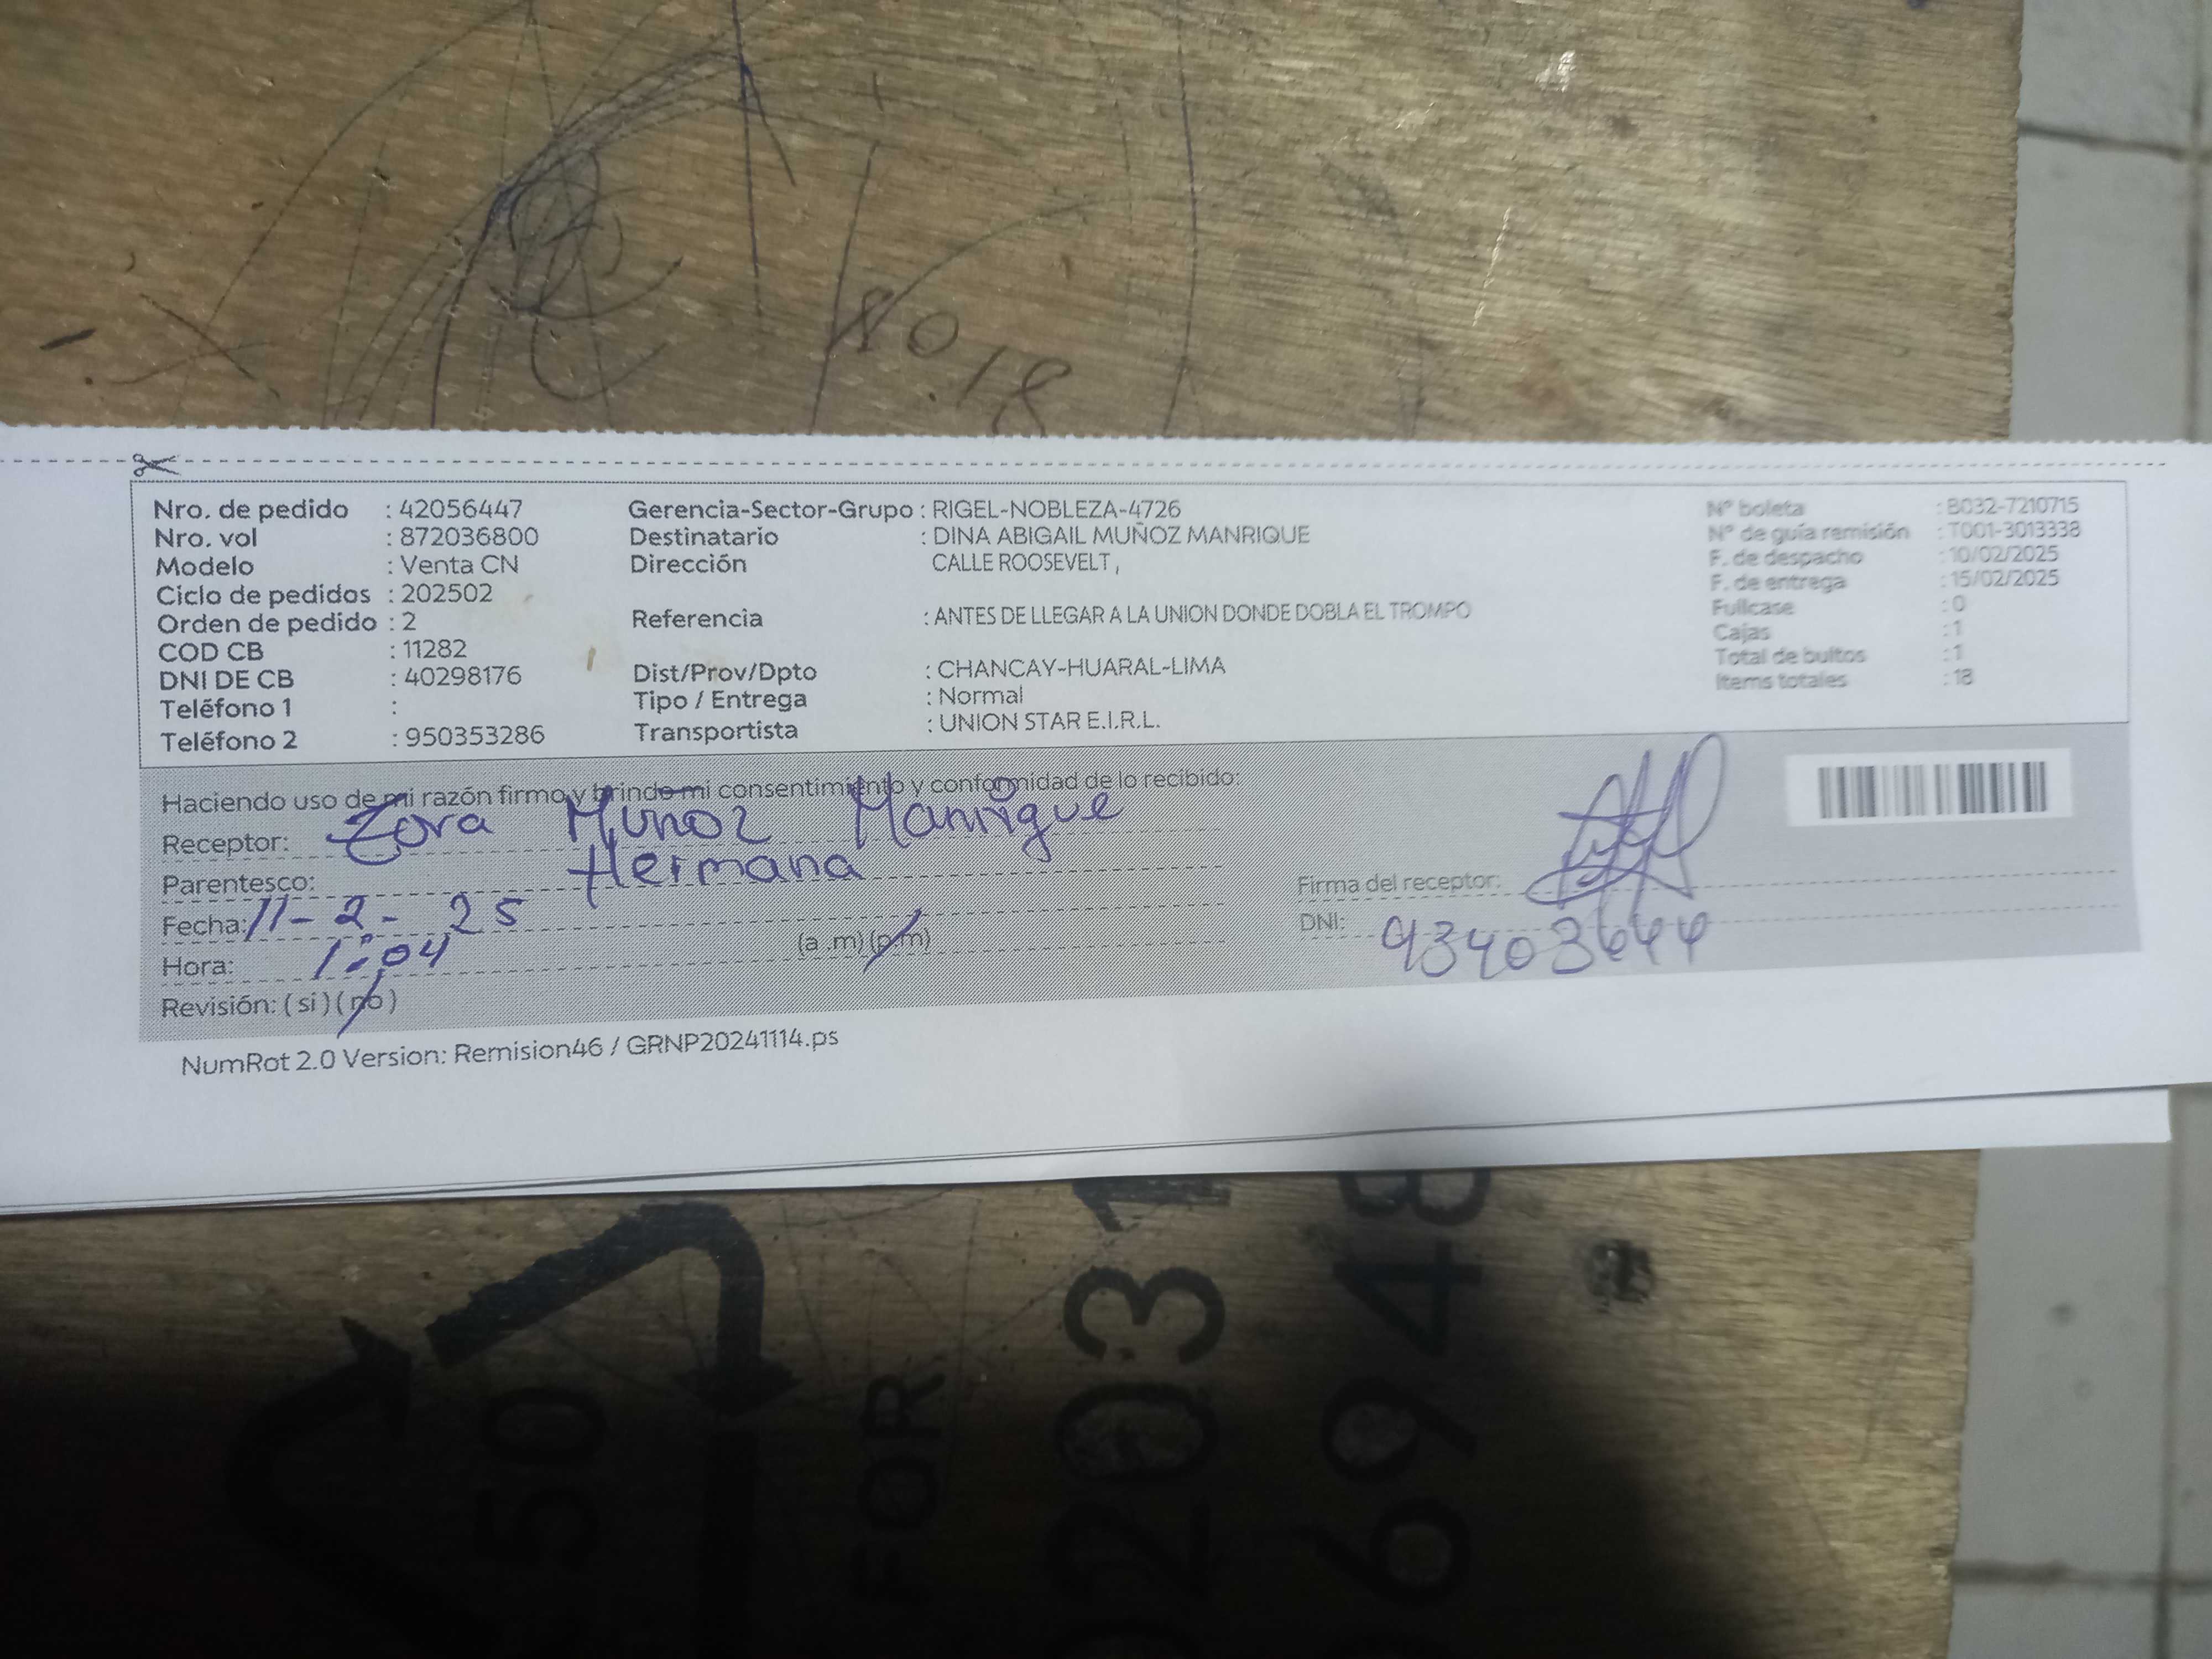 80.18
Nro. de pedido : 42056447
Nro. vol : 872036800
Modelo : Venta CN
Ciclo de pedidos : 202502
Orden de pedido : 2
COD CB : 11282
DNI DE CB : 40298176
Teléfono 1 :
Teléfono 2 : 950353286
Gerencia-Sector-Grupo : RIGEL-NOBLEZA-4726
Destinatario : DINA ABIGAIL MUÑOZ MANRIQUE
Dirección CALLE ROOSEVELT ,
Referencia : ANTES DE LLEGAR A LA UNION DONDE DOBLA EL TROMPO
Dist/Prov/Dpto : CHANCAY-HUARAL-LIMA
Tipo / Entrega : Normal
Transportista : UNION STAR E.I.R.L.
Nº boleta : B032-7210715
Nº de guía remisión : T001-3013338
F. de despacho : 10/02/2025
F. de entrega : 15/02/2025
Fullcase : 0
Cajas : 1
Total de bultos : 1
Items totales : 18
Haciendo uso de mi razón firmo y brindo mi consentimiento y conformidad de lo recibido:
Receptor: Zora Muñoz Manrique
Parentesco: Hermana
Fecha: 11-2-25
Hora: 1:04 (a .m) (p.m)
Revisión: ( si ) ( no )
Firma del receptor:
DNI: 934036444
NumRot 2.0 Version: Remision46 / GRNP20241114.ps
50
FOR